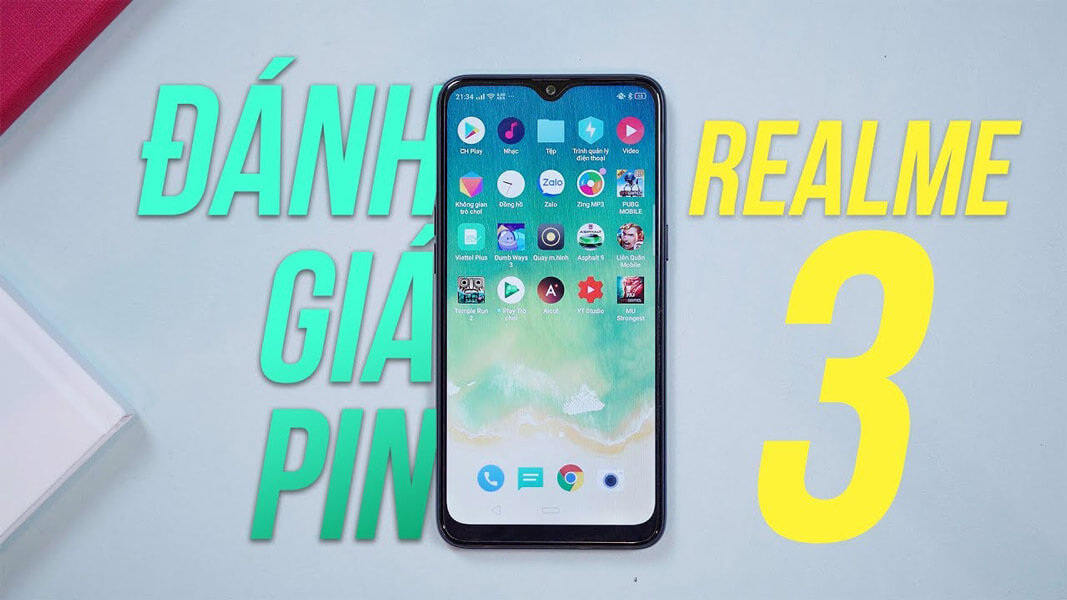 ĐÁNH
GIÁ
PIN
REALME
3
21:34
CH Play
Nhạc
Tệp
Trình quản lý
điện thoại
Video
Không gian
trò chơi
Đồng hồ
Zalo
Zalo
Zing MP3
PUBG
MOBILE
Viettel Plus
Dumb Ways
3
Quay m.hình
Asphalt 9
Liên Quân
Mobile
Temple Run
2
Play Trò
chơi
Aicut
YT Studio
MU
Strongest